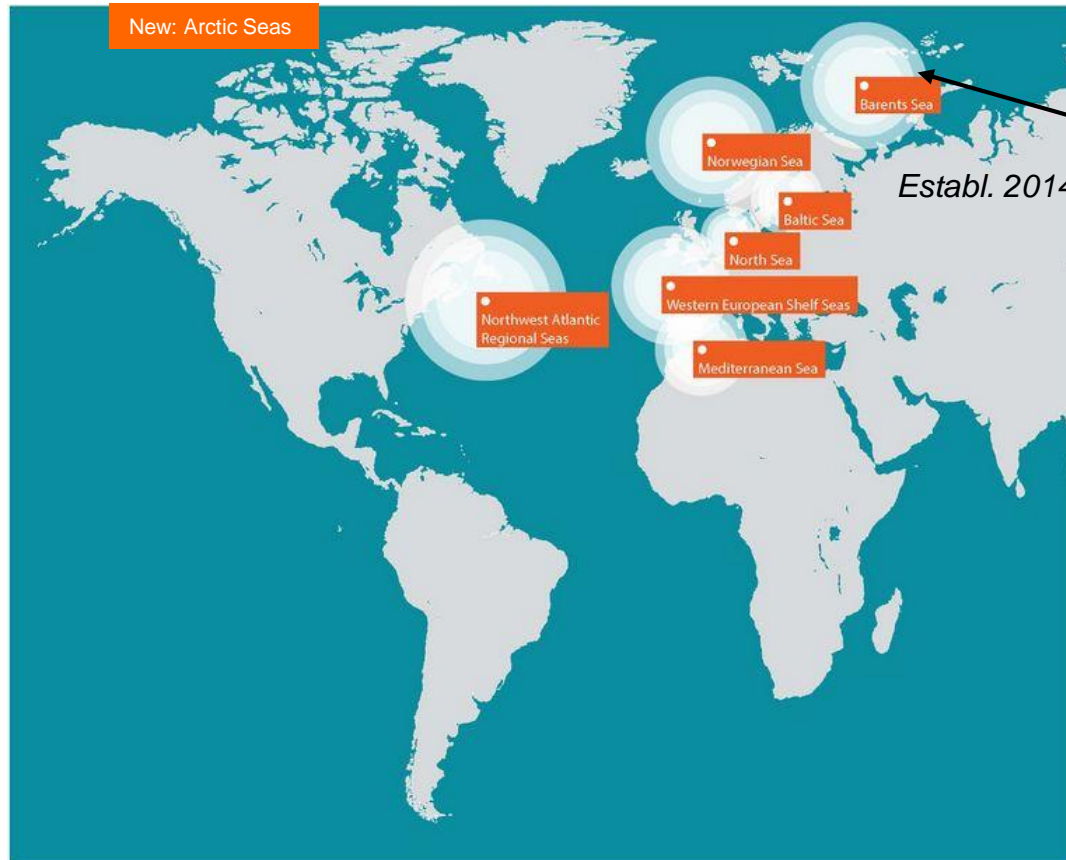 New: Arctic Seas
Barents Sea
Norwegian Sea
Establ. 2014
Baltic Sea
North Sea
Western European Shelf Seas
Northwest Atlantic
Regional Seas
Mediterranean Sea